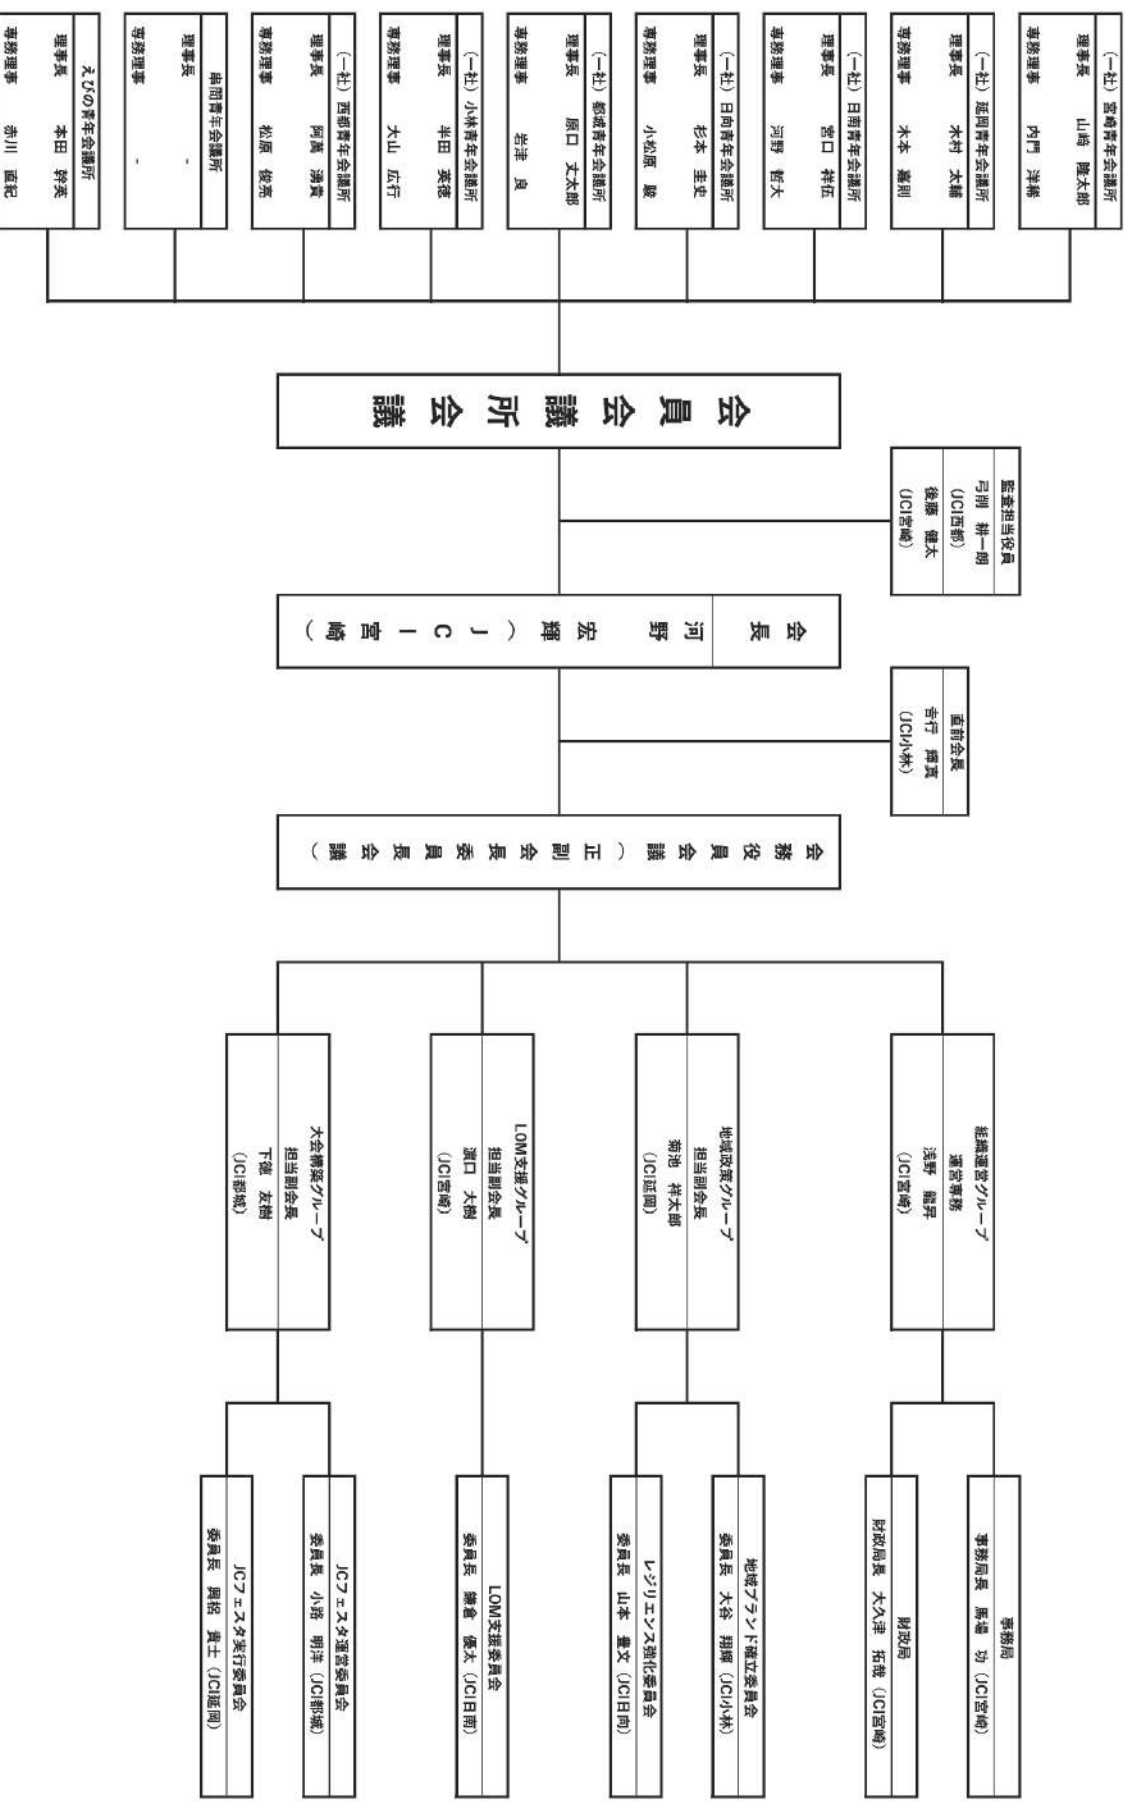 (一社) 宮崎青年会議所
理事長 山﨑 隆太郎
専務理事 内門 洋稀
(一社) 延岡青年会議所
理事長 木村 太輔
専務理事 木本 嘉則
(一社) 日南青年会議所
理事長 宮口 祥伍
専務理事 河野 哲大
(一社) 日向青年会議所
理事長 杉本 圭史
専務理事 小松原 駿
(一社) 都城青年会議所
理事長 原口 丈太郎
専務理事 岩津 良
(一社) 小林青年会議所
理事長 半田 英徳
専務理事 大山 広行
(一社) 西都青年会議所
理事長 阿萬 湧貴
専務理事 松原 俊亮
串間青年会議所
理事長 -
専務理事 -
えびの青年会議所
理事長 本田 幹英
専務理事 赤川 直紀
会員会議所会議
監査担当役員
弓削 耕一朗
(JCI西都)
後藤 健太
(JCI宮崎)
会長 河野 宏輝 (JCI宮崎)
直前会長
吉行 輝真
(JCI小林)
会務役員会議 (正副会長委員長会議)
組織運営グループ
運営専務
浅野 龍昇
(JCI宮崎)
地域政策グループ
担当副会長
菊池 祥太郎
(JCI延岡)
LOM支援グループ
担当副会長
濵口 大樹
(JCI宮崎)
大会構築グループ
担当副会長
下徳 友樹
(JCI都城)
事務局
事務局長 馬場 功 (JCI宮崎)
財政局
財政局長 大久津 拓哉 (JCI宮崎)
地域ブランド確立委員会
委員長 大谷 翔輝 (JCI小林)
レジリエンス強化委員会
委員長 山本 豊文 (JCI日向)
LOM支援委員会
委員長 鎌倉 優太 (JCI日南)
JCフェスタ運営委員会
委員長 小路 明洋 (JCI都城)
JCフェスタ実行委員会
委員長 興梠 貴士 (JCI延岡)